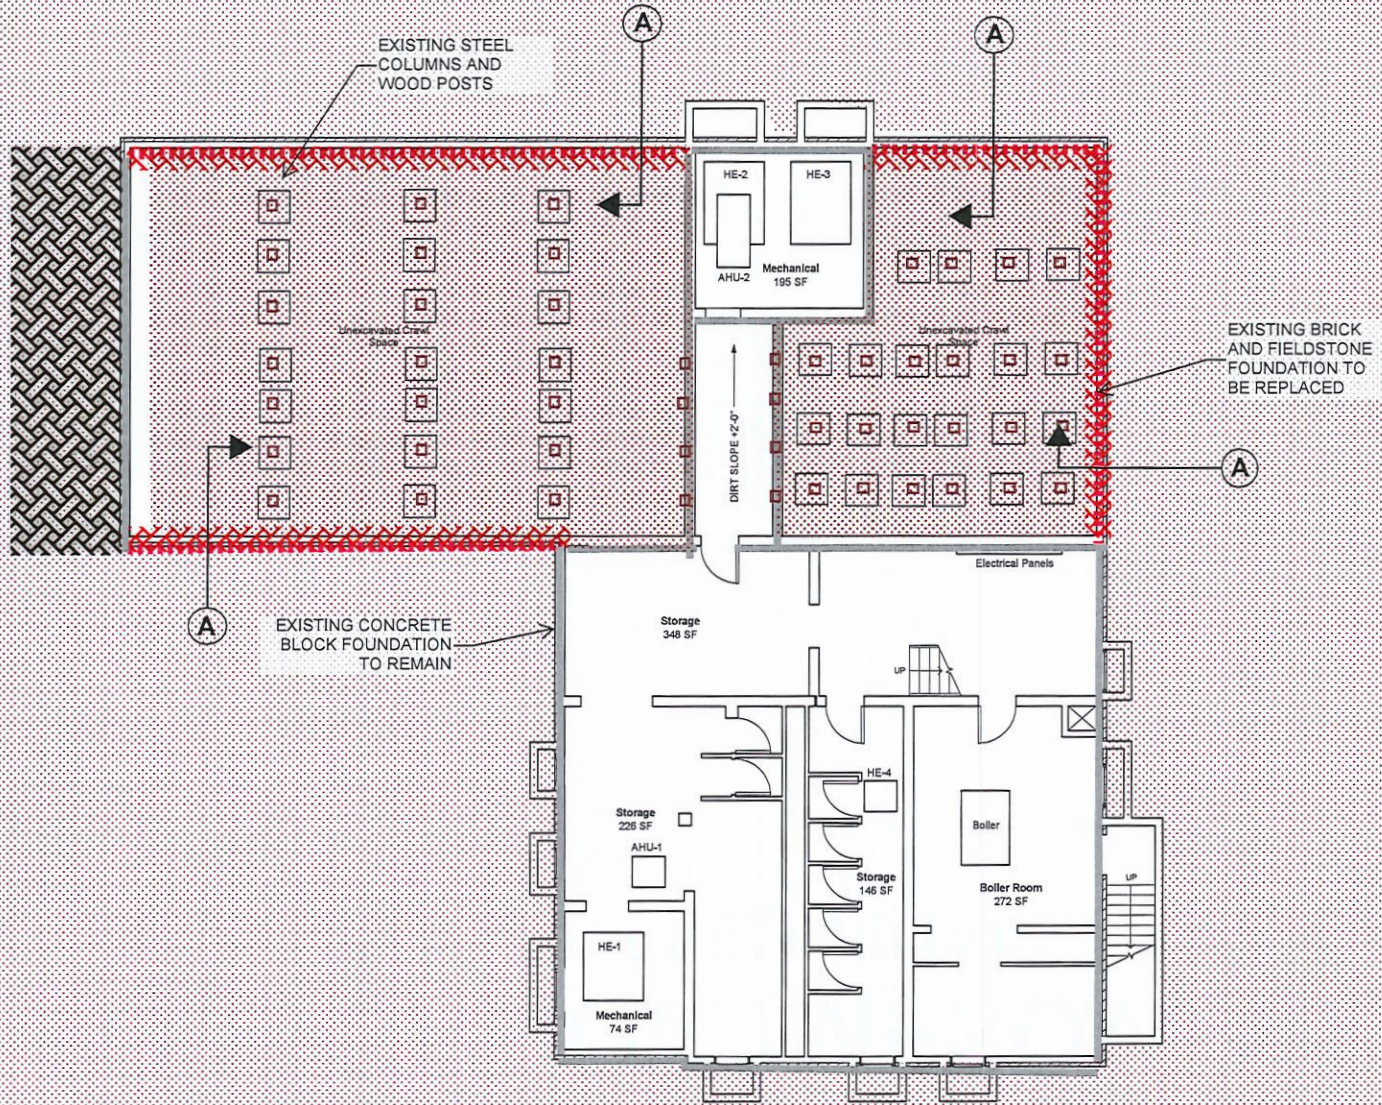 A
A
EXISTING STEEL
COLUMNS AND
WOOD POSTS
HE-2
HE-3
AHU-2
Mechanical
195 SF
Unexcavated Crawl
Space
Unexcavated Crawl
Space
EXISTING BRICK
AND FIELDSTONE
FOUNDATION TO
BE REPLACED
DIRT SLOPE +2'-0"
A
A
Electrical Panels
EXISTING CONCRETE
BLOCK FOUNDATION
TO REMAIN
Storage
348 SF
UP
HE-4
Storage
226 SF
Boiler
AHU-1
Storage
146 SF
Boiler Room
272 SF
UP
HE-1
Mechanical
74 SF